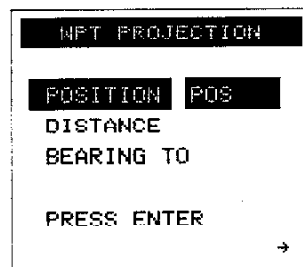 WPT PROJECTION
POSITION POS
DISTANCE
BEARING TO
PRESS ENTER
→